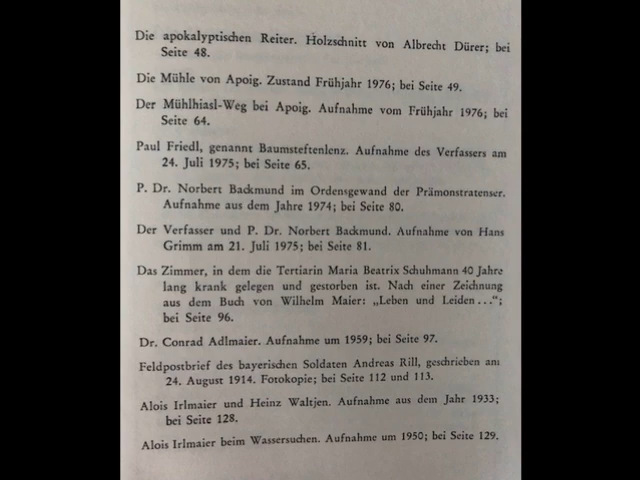 Die apokalyptischen Reiter. Holzschnitt von Albrecht Dürer; bei
Seite 48.
Die Mühle von Apoig. Zustand Frühjahr 1976; bei Seite 49.
Der Mühlhiasl-Weg bei Apoig. Aufnahme vom Frühjahr 1976; bei
Seite 64.
Paul Friedl, genannt Baumsteftenlenz. Aufnahme des Verfassers am
24. Juli 1975; bei Seite 65.
P. Dr. Norbert Backmund im Ordensgewand der Prämonstratenser.
Aufnahme aus dem Jahre 1974; bei Seite 80.
Der Verfasser und P. Dr. Norbert Backmund. Aufnahme von Hans
Grimm am 21. Juli 1975; bei Seite 81.
Das Zimmer, in dem die Tertiarin Maria Beatrix Schuhmann 40 Jahre
lang krank gelegen und gestorben ist. Nach einer Zeichnung
aus dem Buch von Wilhelm Maier: „Leben und Leiden...“;
bei Seite 96.
Dr. Conrad Adlmaier. Aufnahme um 1959; bei Seite 97.
Feldpostbrief des bayerischen Soldaten Andreas Rill, geschrieben am
24. August 1914. Fotokopie; bei Seite 112 und 113.
Alois Irlmaier und Heinz Waltjen. Aufnahme aus dem Jahr 1933;
bei Seite 128.
Alois Irlmaier beim Wassersuchen. Aufnahme um 1950; bei Seite 129.